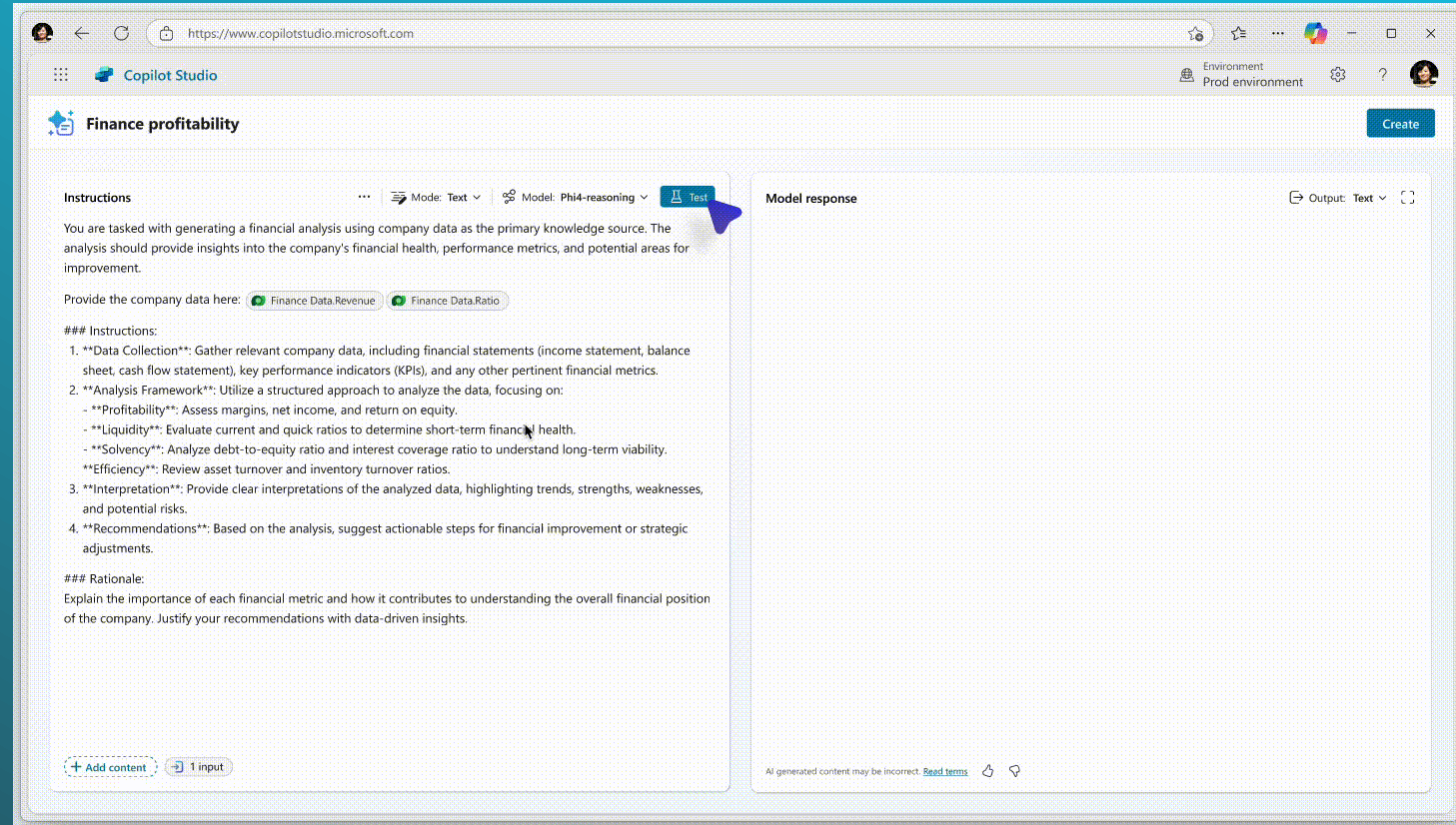 https://www.copilotstudio.microsoft.com
Copilot Studio
Environment
Prod environment
?
Finance profitability
Create
Instructions
... Mode: Text Model: Phi4-reasoning Test
You are tasked with generating a financial analysis using company data as the primary knowledge source. The
analysis should provide insights into the company's financial health, performance metrics, and potential areas for
improvement.
Provide the company data here: Finance Data.Revenue Finance Data.Ratio
### Instructions:
1. **Data Collection**: Gather relevant company data, including financial statements (income statement, balance
sheet, cash flow statement), key performance indicators (KPIs), and any other pertinent financial metrics.
2. **Analysis Framework**: Utilize a structured approach to analyze the data, focusing on:
- **Profitability**: Assess margins, net income, and return on equity.
- **Liquidity**: Evaluate current and quick ratios to determine short-term financial health.
- **Solvency**: Analyze debt-to-equity ratio and interest coverage ratio to understand long-term viability.
**Efficiency**: Review asset turnover and inventory turnover ratios.
3. **Interpretation**: Provide clear interpretations of the analyzed data, highlighting trends, strengths, weaknesses,
and potential risks.
4. **Recommendations**: Based on the analysis, suggest actionable steps for financial improvement or strategic
adjustments.
### Rationale:
Explain the importance of each financial metric and how it contributes to understanding the overall financial position
of the company. Justify your recommendations with data-driven insights.
+ Add content 1 input
Model response
Output: Text
AI generated content may be incorrect. Read terms